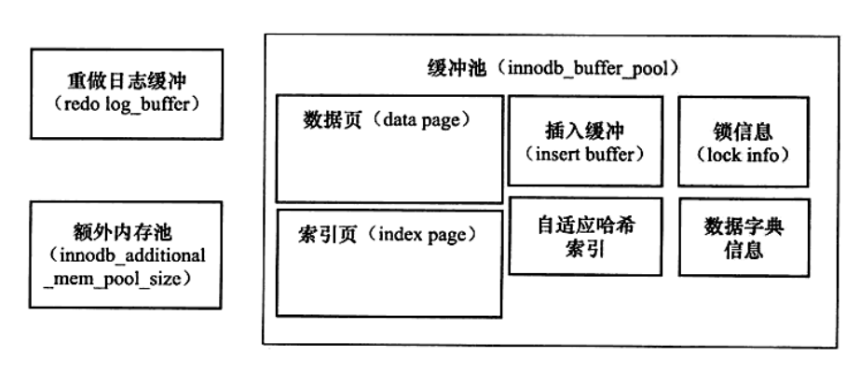 重做日志缓冲
（redo log_buffer）
额外内存池
（innodb_additional
_mem_pool_size）
缓冲池（innodb_buffer_pool）
数据页（data page）
插入缓冲
（insert buffer）
锁信息
（lock info）
索引页（index page）
自适应哈希
索引
数据字典
信息